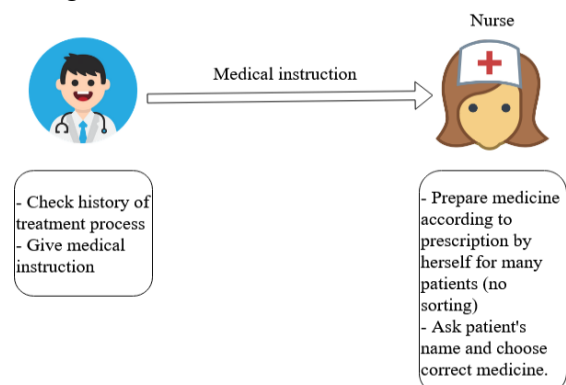 Nurse
Medical instruction
- Check history of
treatment process
- Give medical
instruction
- Prepare medicine
according to
prescription by
herself for many
patients (no
sorting)
- Ask patient's
name and choose
correct medicine.